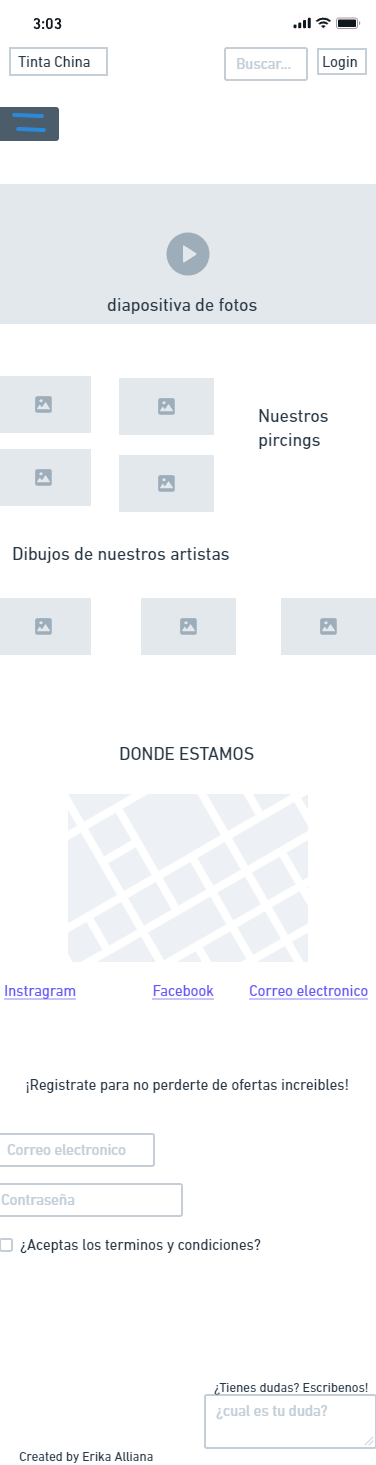 3:03
Tinta China
Buscar...
Login
diapositiva de fotos
Nuestros
pircings
Dibujos de nuestros artistas
DONDE ESTAMOS
Instragram
Facebook
Correo electronico
¡Registrate para no perderte de ofertas increibles!
Correo electronico
Contraseña
¿Aceptas los terminos y condiciones?
¿Tienes dudas? Escribenos!
¿cual es tu duda?
Created by Erika Alliana